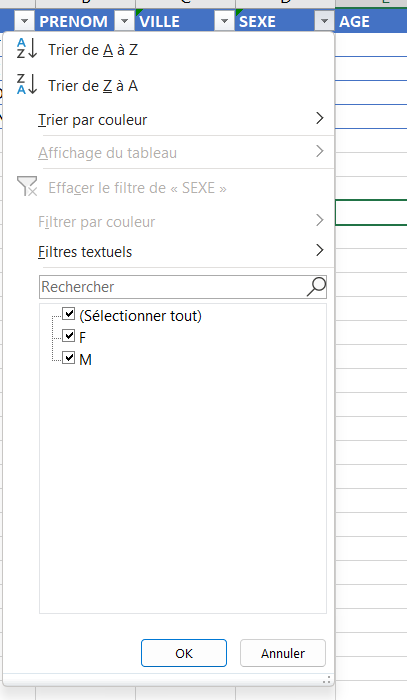 PRENOM VILLE SEXE AGE
Trier de A à Z
Trier de Z à A
Trier par couleur
Affichage du tableau
Effacer le filtre de « SEXE »
Filtrer par couleur
Filtres textuels
Rechercher
(Sélectionner tout)
F
M
OK Annuler